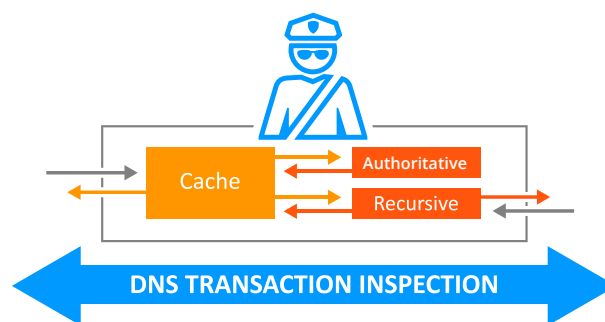 Cache
Authoritative
Recursive
DNS TRANSACTION INSPECTION